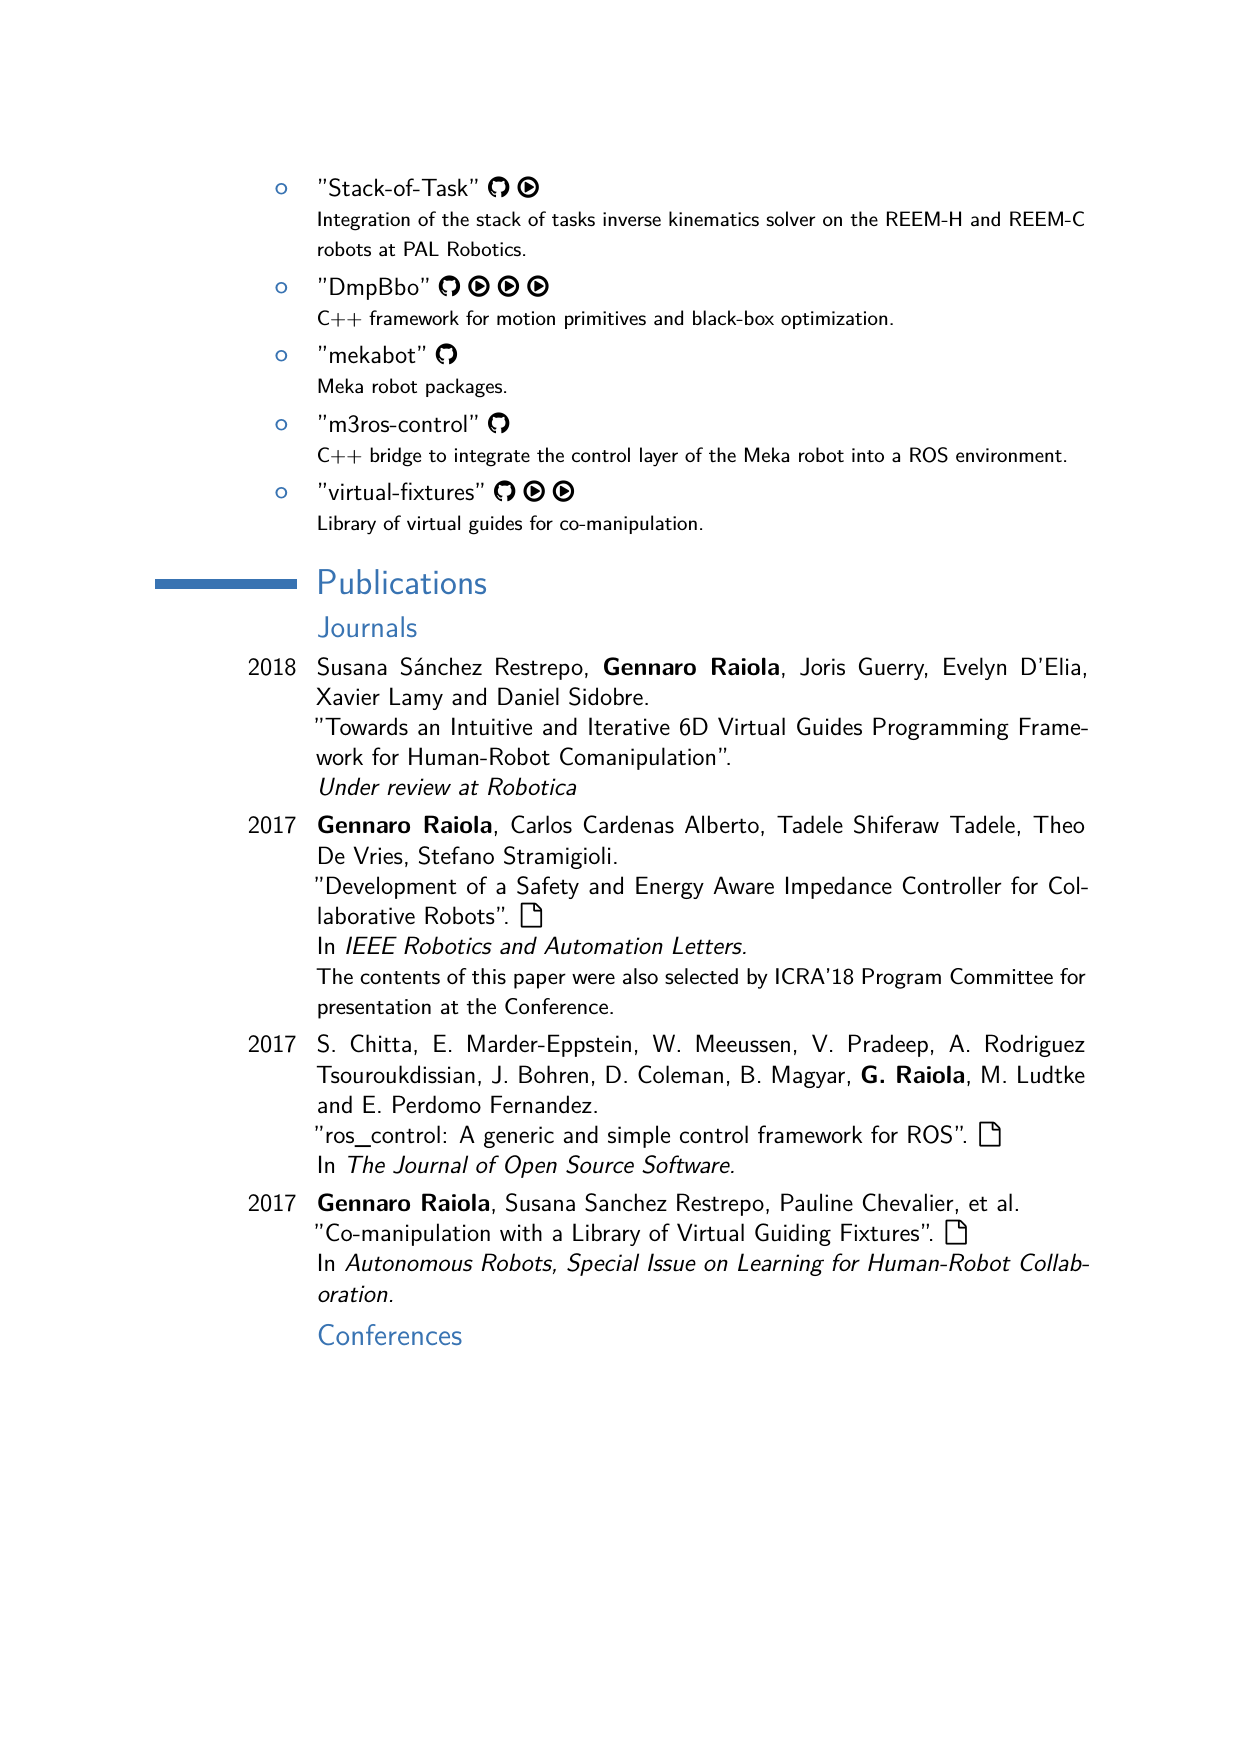 ”Stack-of-Task”
Integration of the stack of tasks inverse kinematics solver on the REEM-H and REEM-C
robots at PAL Robotics.
”DmpBbo”
C++ framework for motion primitives and black-box optimization.
”mekabot”
Meka robot packages.
”m3ros-control”
C++ bridge to integrate the control layer of the Meka robot into a ROS environment.
”virtual-fixtures”
Library of virtual guides for co-manipulation.
Publications
Journals
2018 Susana Sánchez Restrepo, Gennaro Raiola, Joris Guerry, Evelyn D’Elia,
Xavier Lamy and Daniel Sidobre.
”Towards an Intuitive and Iterative 6D Virtual Guides Programming Frame-
work for Human-Robot Comanipulation”.
Under review at Robotica
2017 Gennaro Raiola, Carlos Cardenas Alberto, Tadele Shiferaw Tadele, Theo
De Vries, Stefano Stramigioli.
”Development of a Safety and Energy Aware Impedance Controller for Col-
laborative Robots”.
In IEEE Robotics and Automation Letters.
The contents of this paper were also selected by ICRA’18 Program Committee for
presentation at the Conference.
2017 S. Chitta, E. Marder-Eppstein, W. Meeussen, V. Pradeep, A. Rodriguez
Tsouroukdissian, J. Bohren, D. Coleman, B. Magyar, G. Raiola, M. Ludtke
and E. Perdomo Fernandez.
”ros_control: A generic and simple control framework for ROS”.
In The Journal of Open Source Software.
2017 Gennaro Raiola, Susana Sanchez Restrepo, Pauline Chevalier, et al.
”Co-manipulation with a Library of Virtual Guiding Fixtures”.
In Autonomous Robots, Special Issue on Learning for Human-Robot Collab-
oration.
Conferences